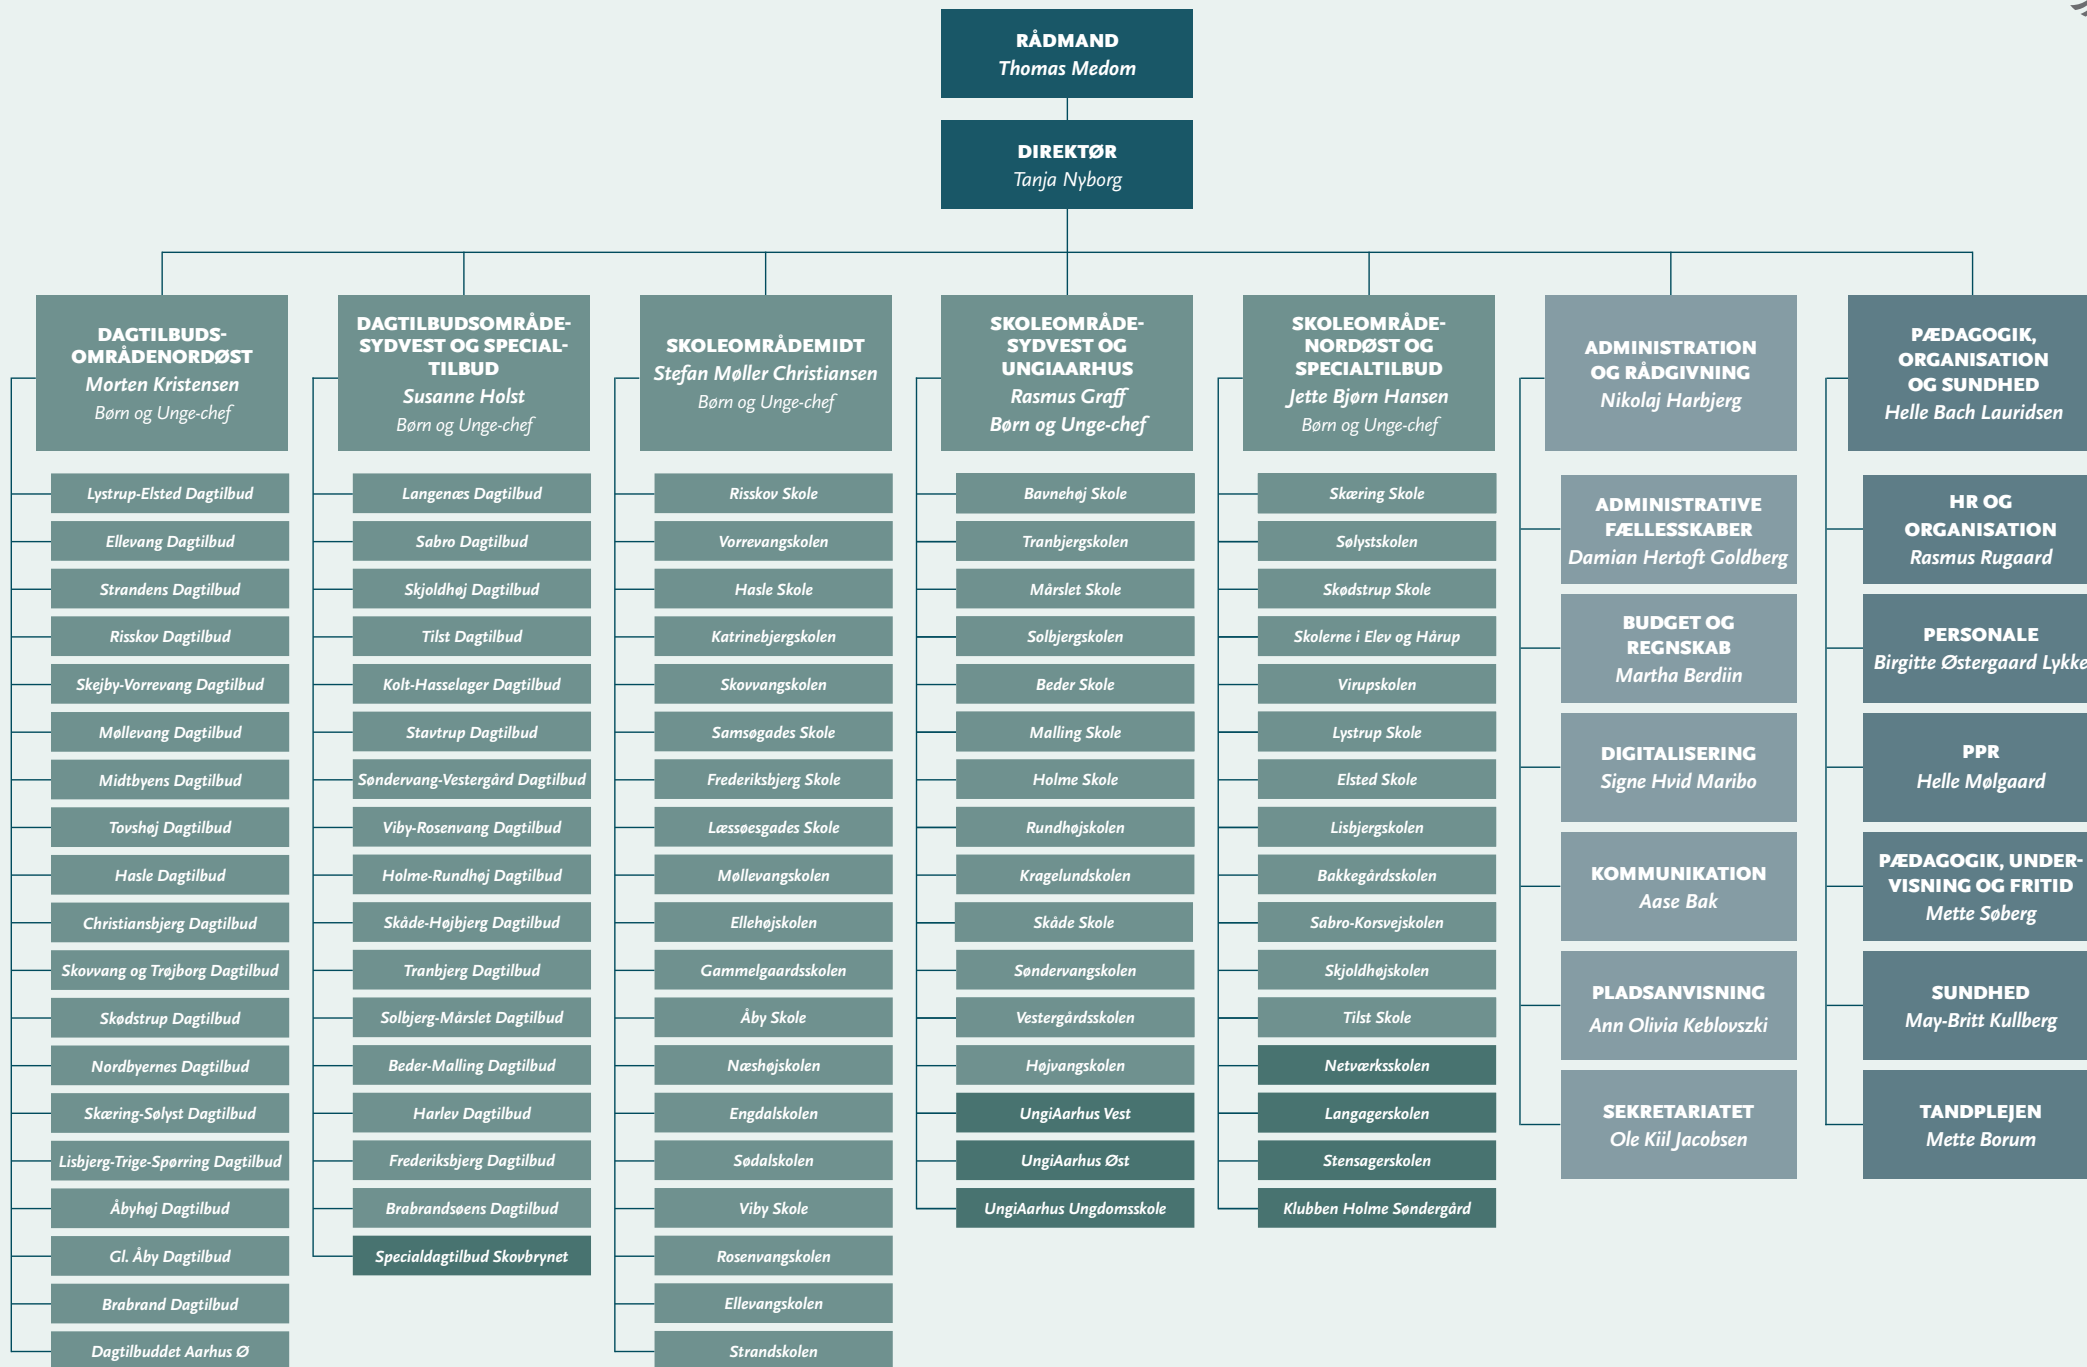 RÅDMAND
Thomas Medom
DIREKTØR
Tanja Nyborg
DAGTILBUDS-
OMRÅDENORDØST
Morten Kristensen
Børn og Unge-chef
Lystrup-Elsted Dagtilbud
Ellevang Dagtilbud
Strandens Dagtilbud
Risskov Dagtilbud
Skejby-Vorrevang Dagtilbud
Møllevang Dagtilbud
Midtbyens Dagtilbud
Tovshøj Dagtilbud
Hasle Dagtilbud
Christiansbjerg Dagtilbud
Skovvang og Trøjborg Dagtilbud
Skødstrup Dagtilbud
Nordbyernes Dagtilbud
Skæring-Sølyst Dagtilbud
Lisbjerg-Trige-Spørring Dagtilbud
Åbyhøj Dagtilbud
Gl. Åby Dagtilbud
Brabrand Dagtilbud
Dagtilbuddet Aarhus Ø
DAGTILBUDSOMRÅDE-
SYDVEST OG SPECIAL-
TILBUD
Susanne Holst
Børn og Unge-chef
Langenæs Dagtilbud
Sabro Dagtilbud
Skjoldhøj Dagtilbud
Tilst Dagtilbud
Kolt-Hasselager Dagtilbud
Stavtrup Dagtilbud
Søndervang-Vestergård Dagtilbud
Viby-Rosenvang Dagtilbud
Holme-Rundhøj Dagtilbud
Skåde-Højbjerg Dagtilbud
Tranbjerg Dagtilbud
Solbjerg-Mårslet Dagtilbud
Beder-Malling Dagtilbud
Harlev Dagtilbud
Frederiksbjerg Dagtilbud
Brabrandsøens Dagtilbud
Specialdagtilbud Skovbrynet
SKOLEOMRÅDEMIDT
Stefan Møller Christiansen
Børn og Unge-chef
Risskov Skole
Vorrevangskolen
Hasle Skole
Katrinebjergskolen
Skovvangskolen
Samsøgades Skole
Frederiksbjerg Skole
Læssøesgades Skole
Møllevangskolen
Ellehøjskolen
Gammelgaardsskolen
Åby Skole
Næshøjskolen
Engdalskolen
Sødalskolen
Viby Skole
Rosenvangskolen
Ellevangskolen
Strandskolen
SKOLEOMRÅDE-
SYDVEST OG
UNGIAARHUS
Rasmus Graff
Børn og Unge-chef
Bavnehøj Skole
Tranbjergskolen
Mårslet Skole
Solbjergskolen
Beder Skole
Malling Skole
Holme Skole
Rundhøjskolen
Kragelundskolen
Skåde Skole
Søndervangskolen
Vestergårdsskolen
Højvangskolen
UngiAarhus Vest
UngiAarhus Øst
UngiAarhus Ungdomsskole
SKOLEOMRÅDE-
NORDØST OG
SPECIALTILBUD
Jette Bjørn Hansen
Børn og Unge-chef
Skæring Skole
Sølystskolen
Skødstrup Skole
Skolerne i Elev og Hårup
Virupskolen
Lystrup Skole
Elsted Skole
Lisbjergskolen
Bakkegårdsskolen
Sabro-Korsvejskolen
Skjoldhøjskolen
Tilst Skole
Netværksskolen
Langagerskolen
Stensagerskolen
Klubben Holme Søndergård
ADMINISTRATION
OG RÅDGIVNING
Nikolaj Harbjerg
ADMINISTRATIVE
FÆLLESSKABER
Damian Hertoft Goldberg
BUDGET OG
REGNSKAB
Martha Berdiin
DIGITALISERING
Signe Hvid Maribo
KOMMUNIKATION
Aase Bak
PLADSANVISNING
Ann Olivia Keblovszki
SEKRETARIATET
Ole Kiil Jacobsen
PÆDAGOGIK,
ORGANISATION
OG SUNDHED
Helle Bach Lauridsen
HR OG
ORGANISATION
Rasmus Rugaard
PERSONALE
Birgitte Østergaard Lykke
PPR
Helle Mølgaard
PÆDAGOGIK, UNDER-
VISNING OG FRITID
Mette Søberg
SUNDHED
May-Britt Kullberg
TANDPLEJEN
Mette Borum